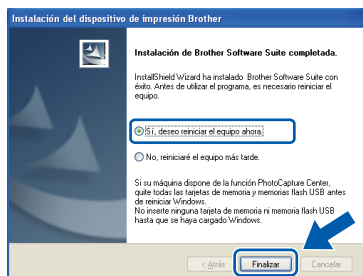 Instalación del dispositivo de impresión Brother
Instalación de Brother Software Suite completada.
InstallShield Wizard ha instalado Brother Software Suite con
éxito. Antes de utilizar el programa, es necesario reiniciar el
equipo.
Sí, deseo reiniciar el equipo ahora.
No, reiniciaré el equipo más tarde.
Si su máquina dispone de la función PhotoCapture Center,
quite todas las tarjetas de memoria y memorias flash USB antes
de reiniciar Windows.
No inserte ninguna tarjeta de memoria ni memoria flash USB
hasta que se haya cargado Windows.
< Atrás Finalizar Cancelar